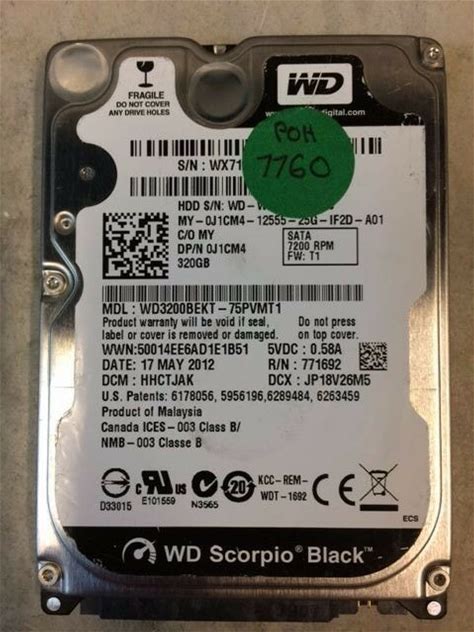 FRAGILE
DO NOT COVER
ANY DRIVE HOLES
WD
digital.com
POH
7760
S/N : WX71
HDD S/N: WD-
MY-0J1CM4-12555-25G-IF2D-A01
C/O MY
DP/N 0J1CM4
320GB
SATA
7200 RPM
FW: T1
MDL : WD3200BEKT-75PVMT1
Product warranty will be void if seal,
label or cover is removed or damaged.
Do not press
on top cover.
WWN:50014EE6AD1E1B51
5VDC : 0.58A
DATE: 17 MAY 2012
R/N : 771692
DCM : HHCTJAK
DCX : JP18V26M5
U.S. Patents: 6178056, 5956196,6289484, 6263459
Product of Malaysia
Canada ICES-003 Class B/
NMB-003 Classe B
D33015
c US
E101559
N3565
20
KCC-REM-
WDT-1692
CE
ECS
WD Scorpio® Black™